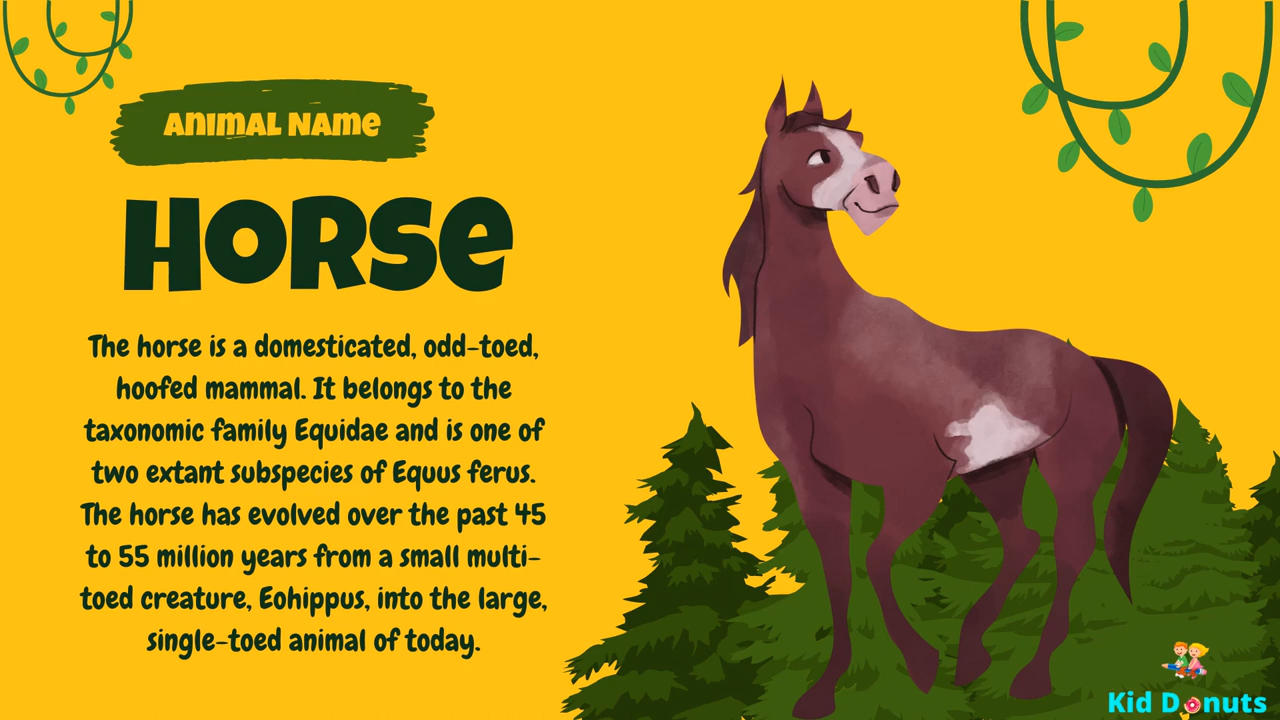 Animal Name
Horse
The horse is a domesticated, odd-toed,
hoofed mammal. It belongs to the
taxonomic family Equidae and is one of
two extant subspecies of Equus ferus.
The horse has evolved over the past 45
to 55 million years from a small multi-
toed creature, Eohippus, into the large,
single-toed animal of today.
Kid Donuts